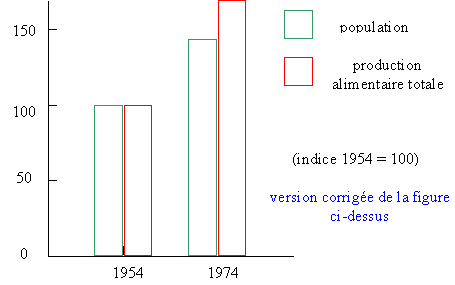 150
100
50
0
1954
1974
population
production
alimentaire totale
(indice 1954 = 100)
version corrigée de la figure
ci-dessus